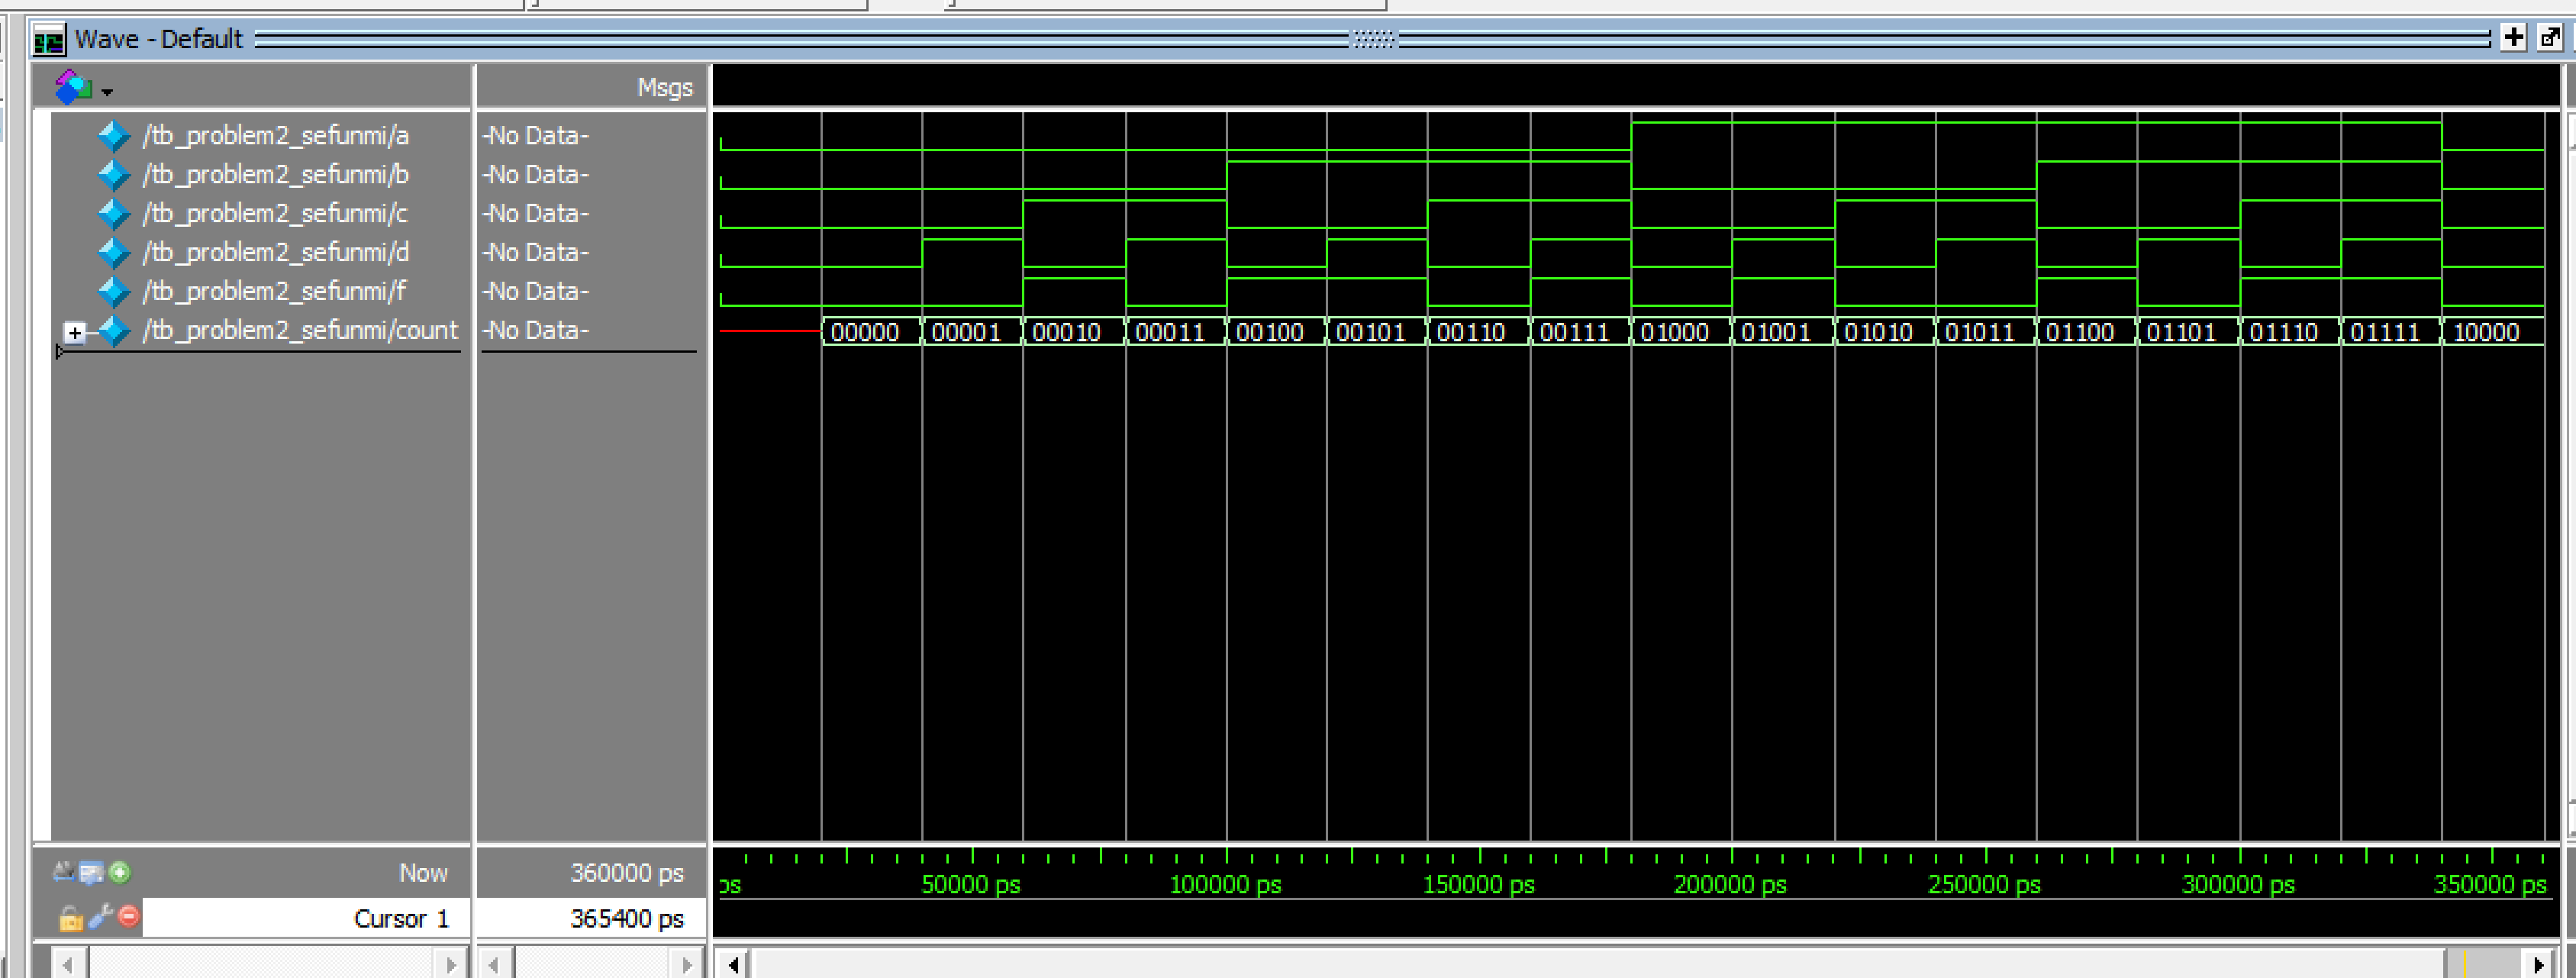 Wave - Default
Msgs
/tb_problem2_sefunmi/a -No Data-
/tb_problem2_sefunmi/b -No Data-
/tb_problem2_sefunmi/c -No Data-
/tb_problem2_sefunmi/d -No Data-
/tb_problem2_sefunmi/f -No Data-
/tb_problem2_sefunmi/count -No Data- 00000 00001 00010 00011 00100 00101 00110 00111 01000 01001 01010 01011 01100 01101 01110 01111 10000
Now 360000 ps
ps 50000 ps 100000 ps 150000 ps 200000 ps 250000 ps 300000 ps 350000 ps
Cursor 1 365400 ps